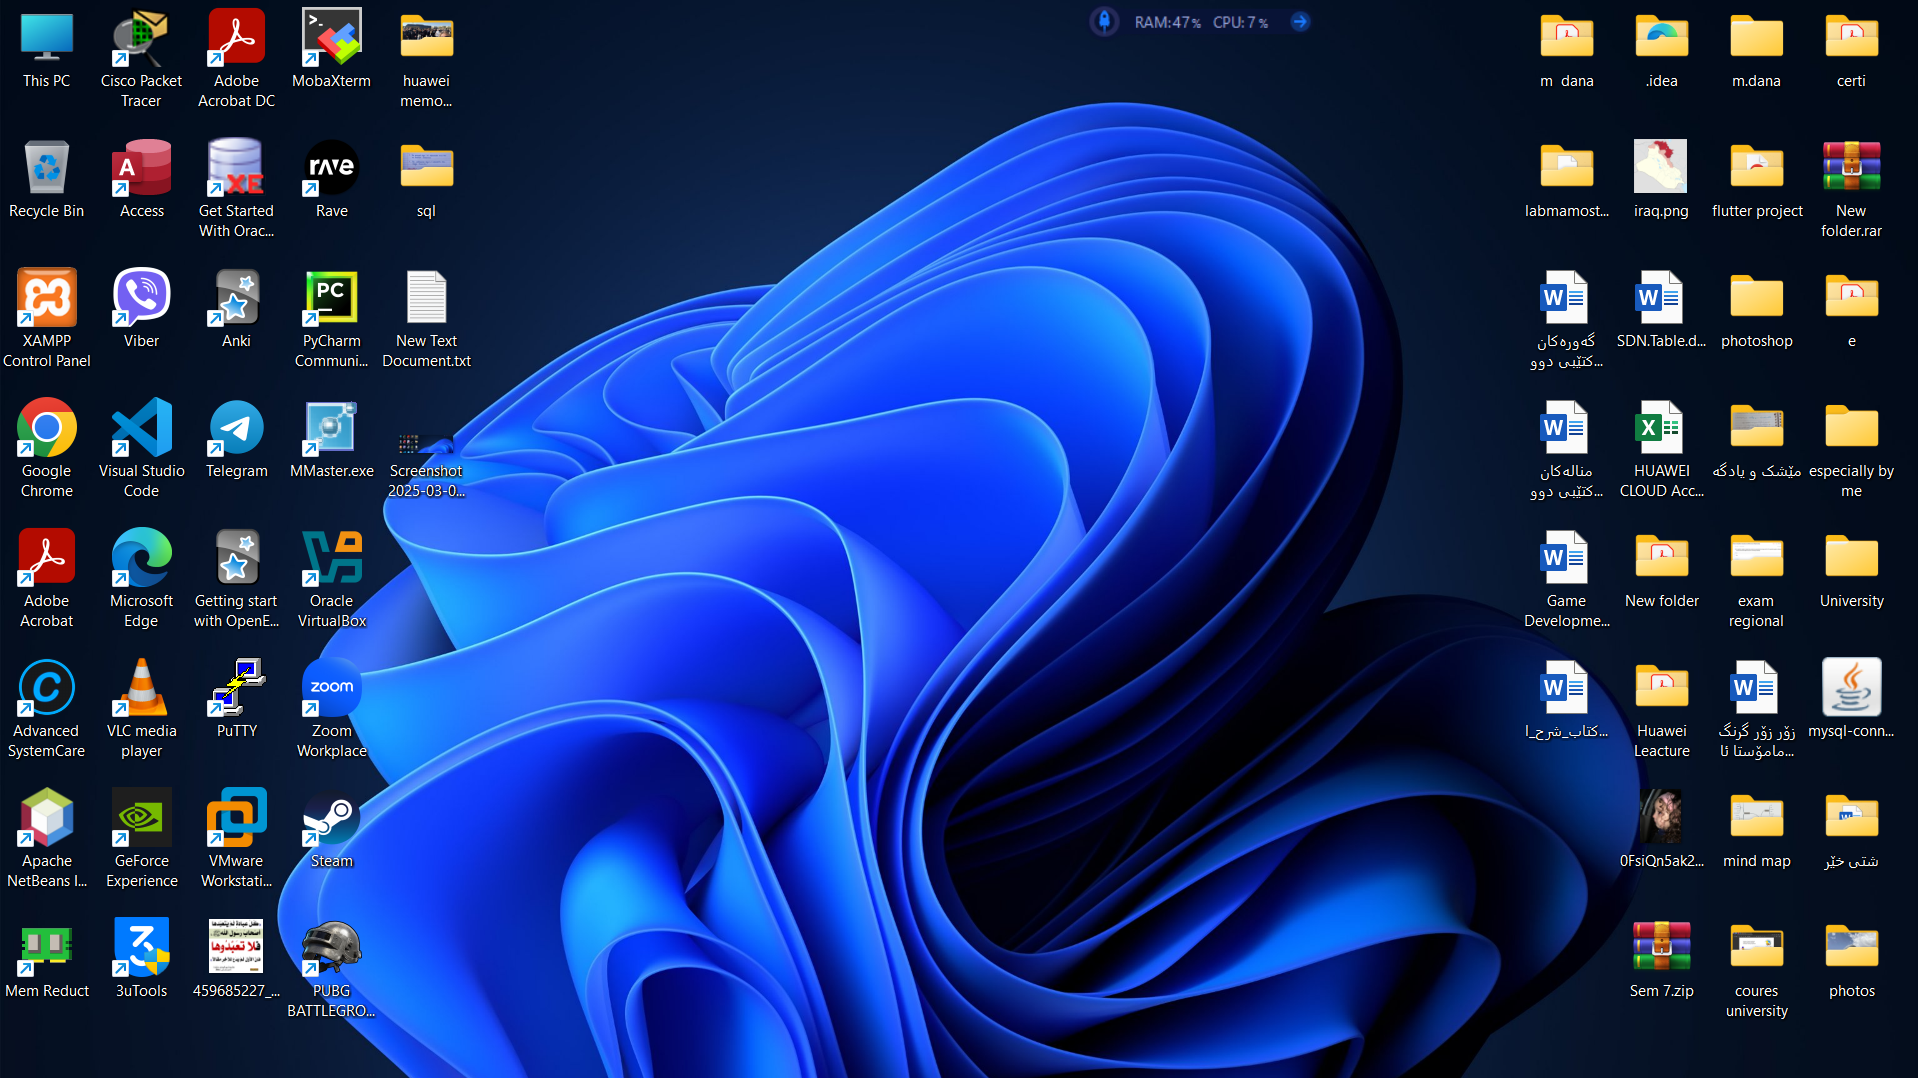 RAM:47% CPU: 7%
This PC
Cisco Packet
Tracer
Adobe
Acrobat DC
MobaXterm
huawei
memo...
m dana
.idea
m.dana
certi
Recycle Bin
Access
Get Started
With Orac...
Rave
sql
labmamost...
iraq.png
flutter project
New
folder.rar
XAMPP
Control Panel
Viber
Anki
PyCharm
Communi...
New Text
Document.txt
گەورەکان
کتێبی دوو...
SDN.Table.d...
photoshop
e
Google
Chrome
Visual Studio
Code
Telegram
MMaster.exe
Screenshot
2025-03-0...
مناڵەکان
کتێبی دوو...
HUAWEI
CLOUD Acc...
مێشک و یادگە
especially by
me
Adobe
Acrobat
Microsoft
Edge
Getting start
with OpenE...
Oracle
VirtualBox
Game
Developme...
New folder
exam
regional
University
Advanced
SystemCare
VLC media
player
PuTTY
zoom
Zoom
Workplace
كتاب_شرح_ا...
Huawei
Leacture
زۆر زۆر گرنگ
مامۆستا ئا...
mysql-conn...
Apache
NetBeans I...
GeForce
Experience
VMware
Workstati...
Steam
0FsiQn5ak2...
mind map
شتی خێر
Mem Reduct
3uTools
فلا تعبدوها
459685227_...
PUBG
BATTLEGRO...
Sem 7.zip
coures
university
photos